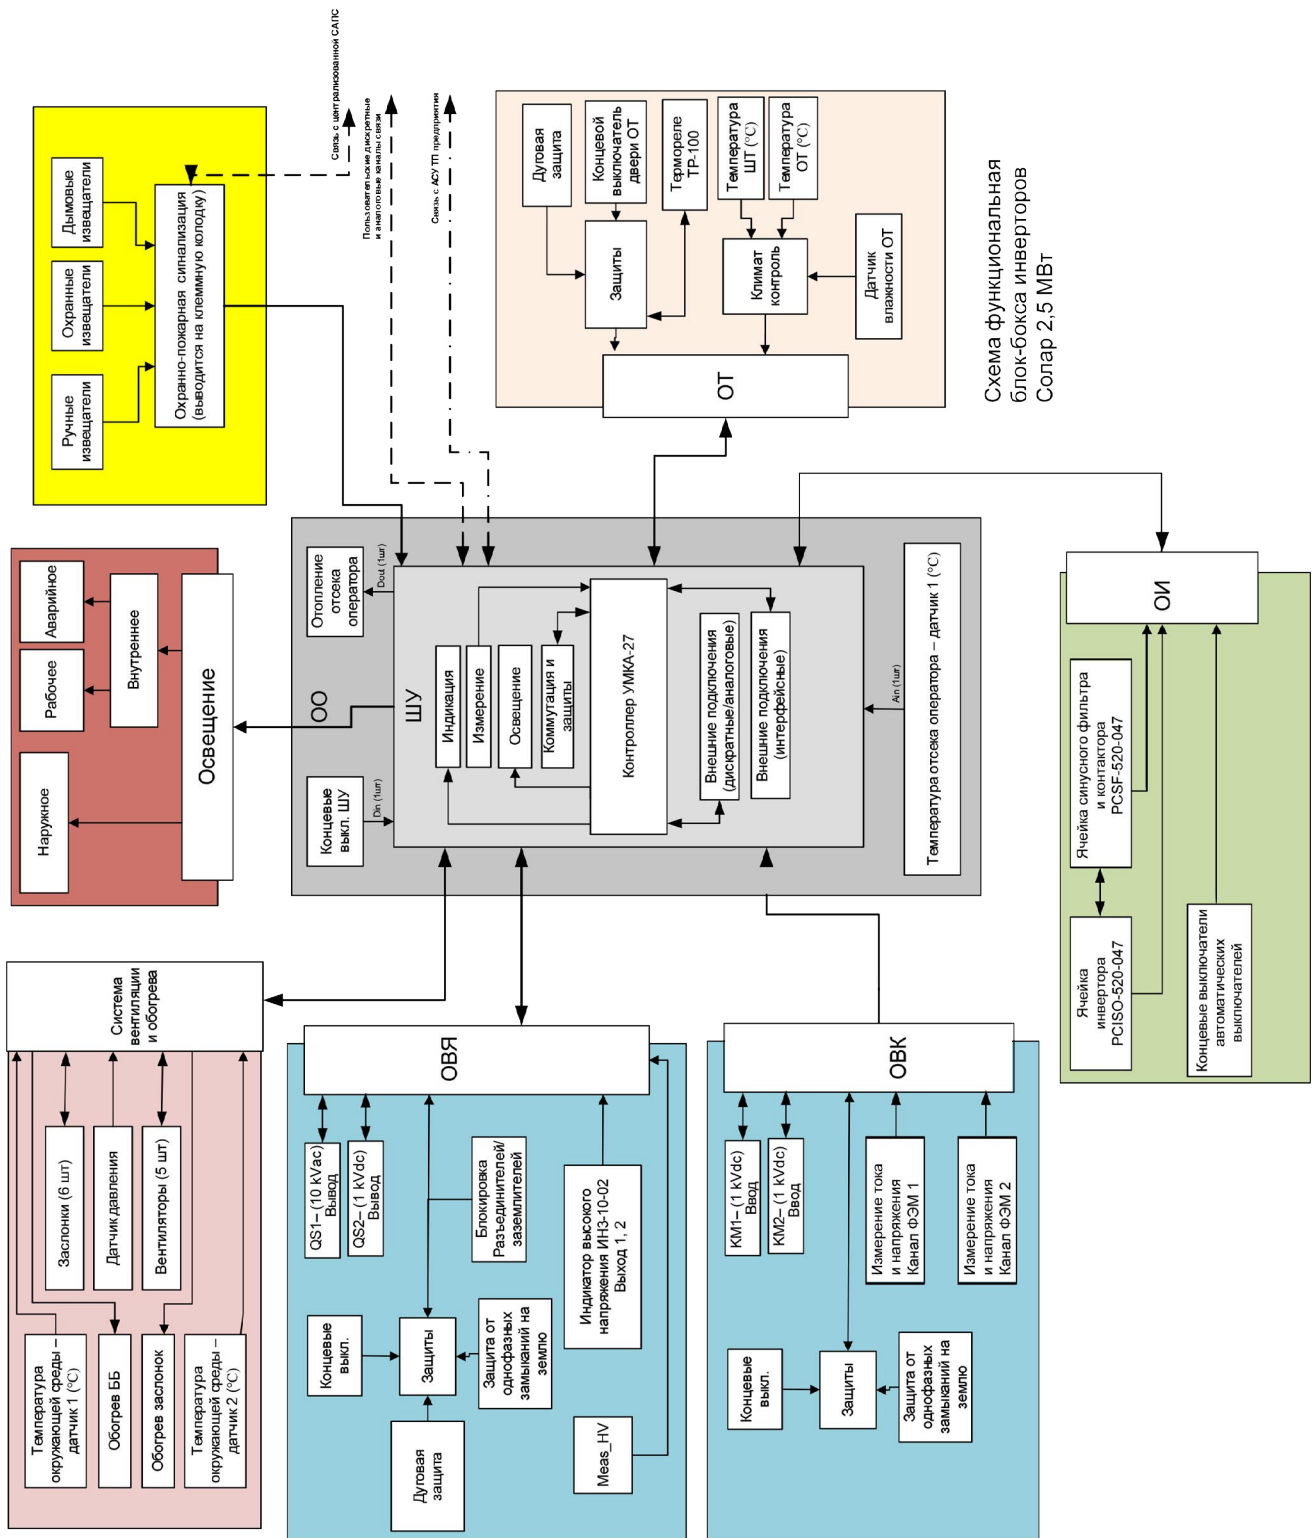 Температура
окружающей среды –
датчик 1 (°C)
Обогрев ББ
Обогрев заслонок
Температура
окружающей среды –
датчик 2 (°C)
Заслонки (6 шт)
Датчик давления
Вентиляторы (5 шт)
Система
вентиляции
и обогрева
Наружное
Рабочее
Аварийное
Внутреннее
Освещение
Ручные
извещатели
Охранные
извещатели
Дымовые
извещатели
Охранно-пожарная сигнализация
(выводится на клеммную колодку)
Связь с централизованной САПС
Пользовательские дискретные
и аналоговые каналы связи
Связь с АСУ ТП предприятия
ОО
Концевые
выкл. ШУ
Din (1шт)
Отопление
отсека
оператора
Dout (1шт)
ШУ
Индикация
Измерение
Освещение
Коммутация и
защиты
Контроллер УМКА-27
Внешние подключения
(дискратные/аналоговые)
Внешние подключения
(интерфейсные)
Ain (1шт)
Температура отсека оператора – датчик 1 (°C)
Дуговая
защита
Концевой
выключатель
двери ОТ
Термореле
ТР-100
Температура
ШТ (°C)
Температура
ОТ (°C)
Защиты
Климат
контроль
Датчик
влажности ОТ
ОТ
ОВЯ
QS1– (10 kVac)
Вывод
QS2– (1 kVdc)
Вывод
Блокировка
Разъединителей/
заземлителей
Индикатор высокого
напряжения ИНЗ-10-02
Выход 1, 2
Концевые
выкл.
Защиты
Защита от
однофазных
замыканий на
землю
Дуговая
защита
Meas_HV
ОВК
KM1– (1 kVdc)
Ввод
KM2– (1 kVdc)
Ввод
Измерение тока
и напряжения
Канал ФЭМ 1
Измерение тока
и напряжения
Канал ФЭМ 2
Концевые
выкл.
Защиты
Защита от
однофазных
замыканий на
землю
ОИ
Ячейка
инвертора
PCISO-520-047
Ячейка синусного фильтра
и контактора
PCSF-520-047
Концевые выключатели
автоматических
выключателей
Схема функциональная
блок-бокса инверторов
Солар 2,5 МВт